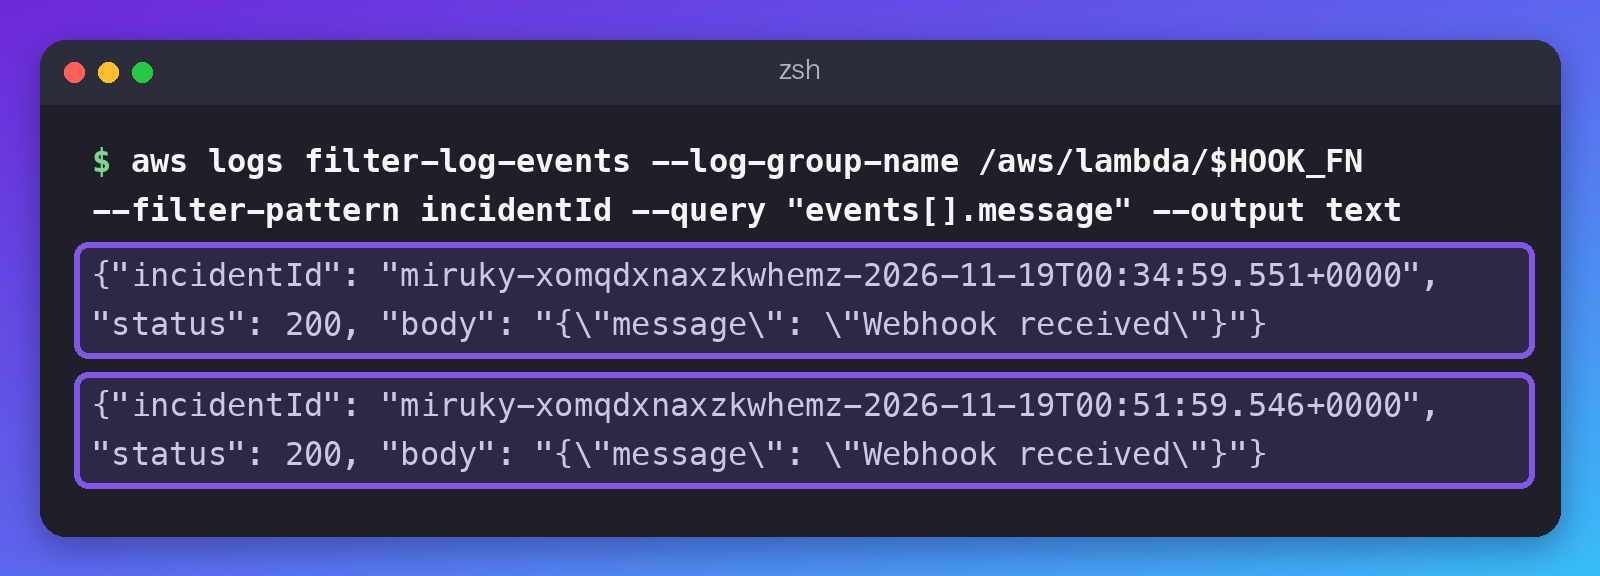 zsh
$ aws logs filter-log-events --log-group-name /aws/lambda/$HOOK_FN
--filter-pattern incidentId --query "events[].message" --output text
{"incidentId": "miruky-xomqdxnaxzkwhemz-2026-11-19T00:34:59.551+0000",
"status": 200, "body": "{\"message\": \"Webhook received\"}"}
{"incidentId": "miruky-xomqdxnaxzkwhemz-2026-11-19T00:51:59.546+0000",
"status": 200, "body": "{\"message\": \"Webhook received\"}"}